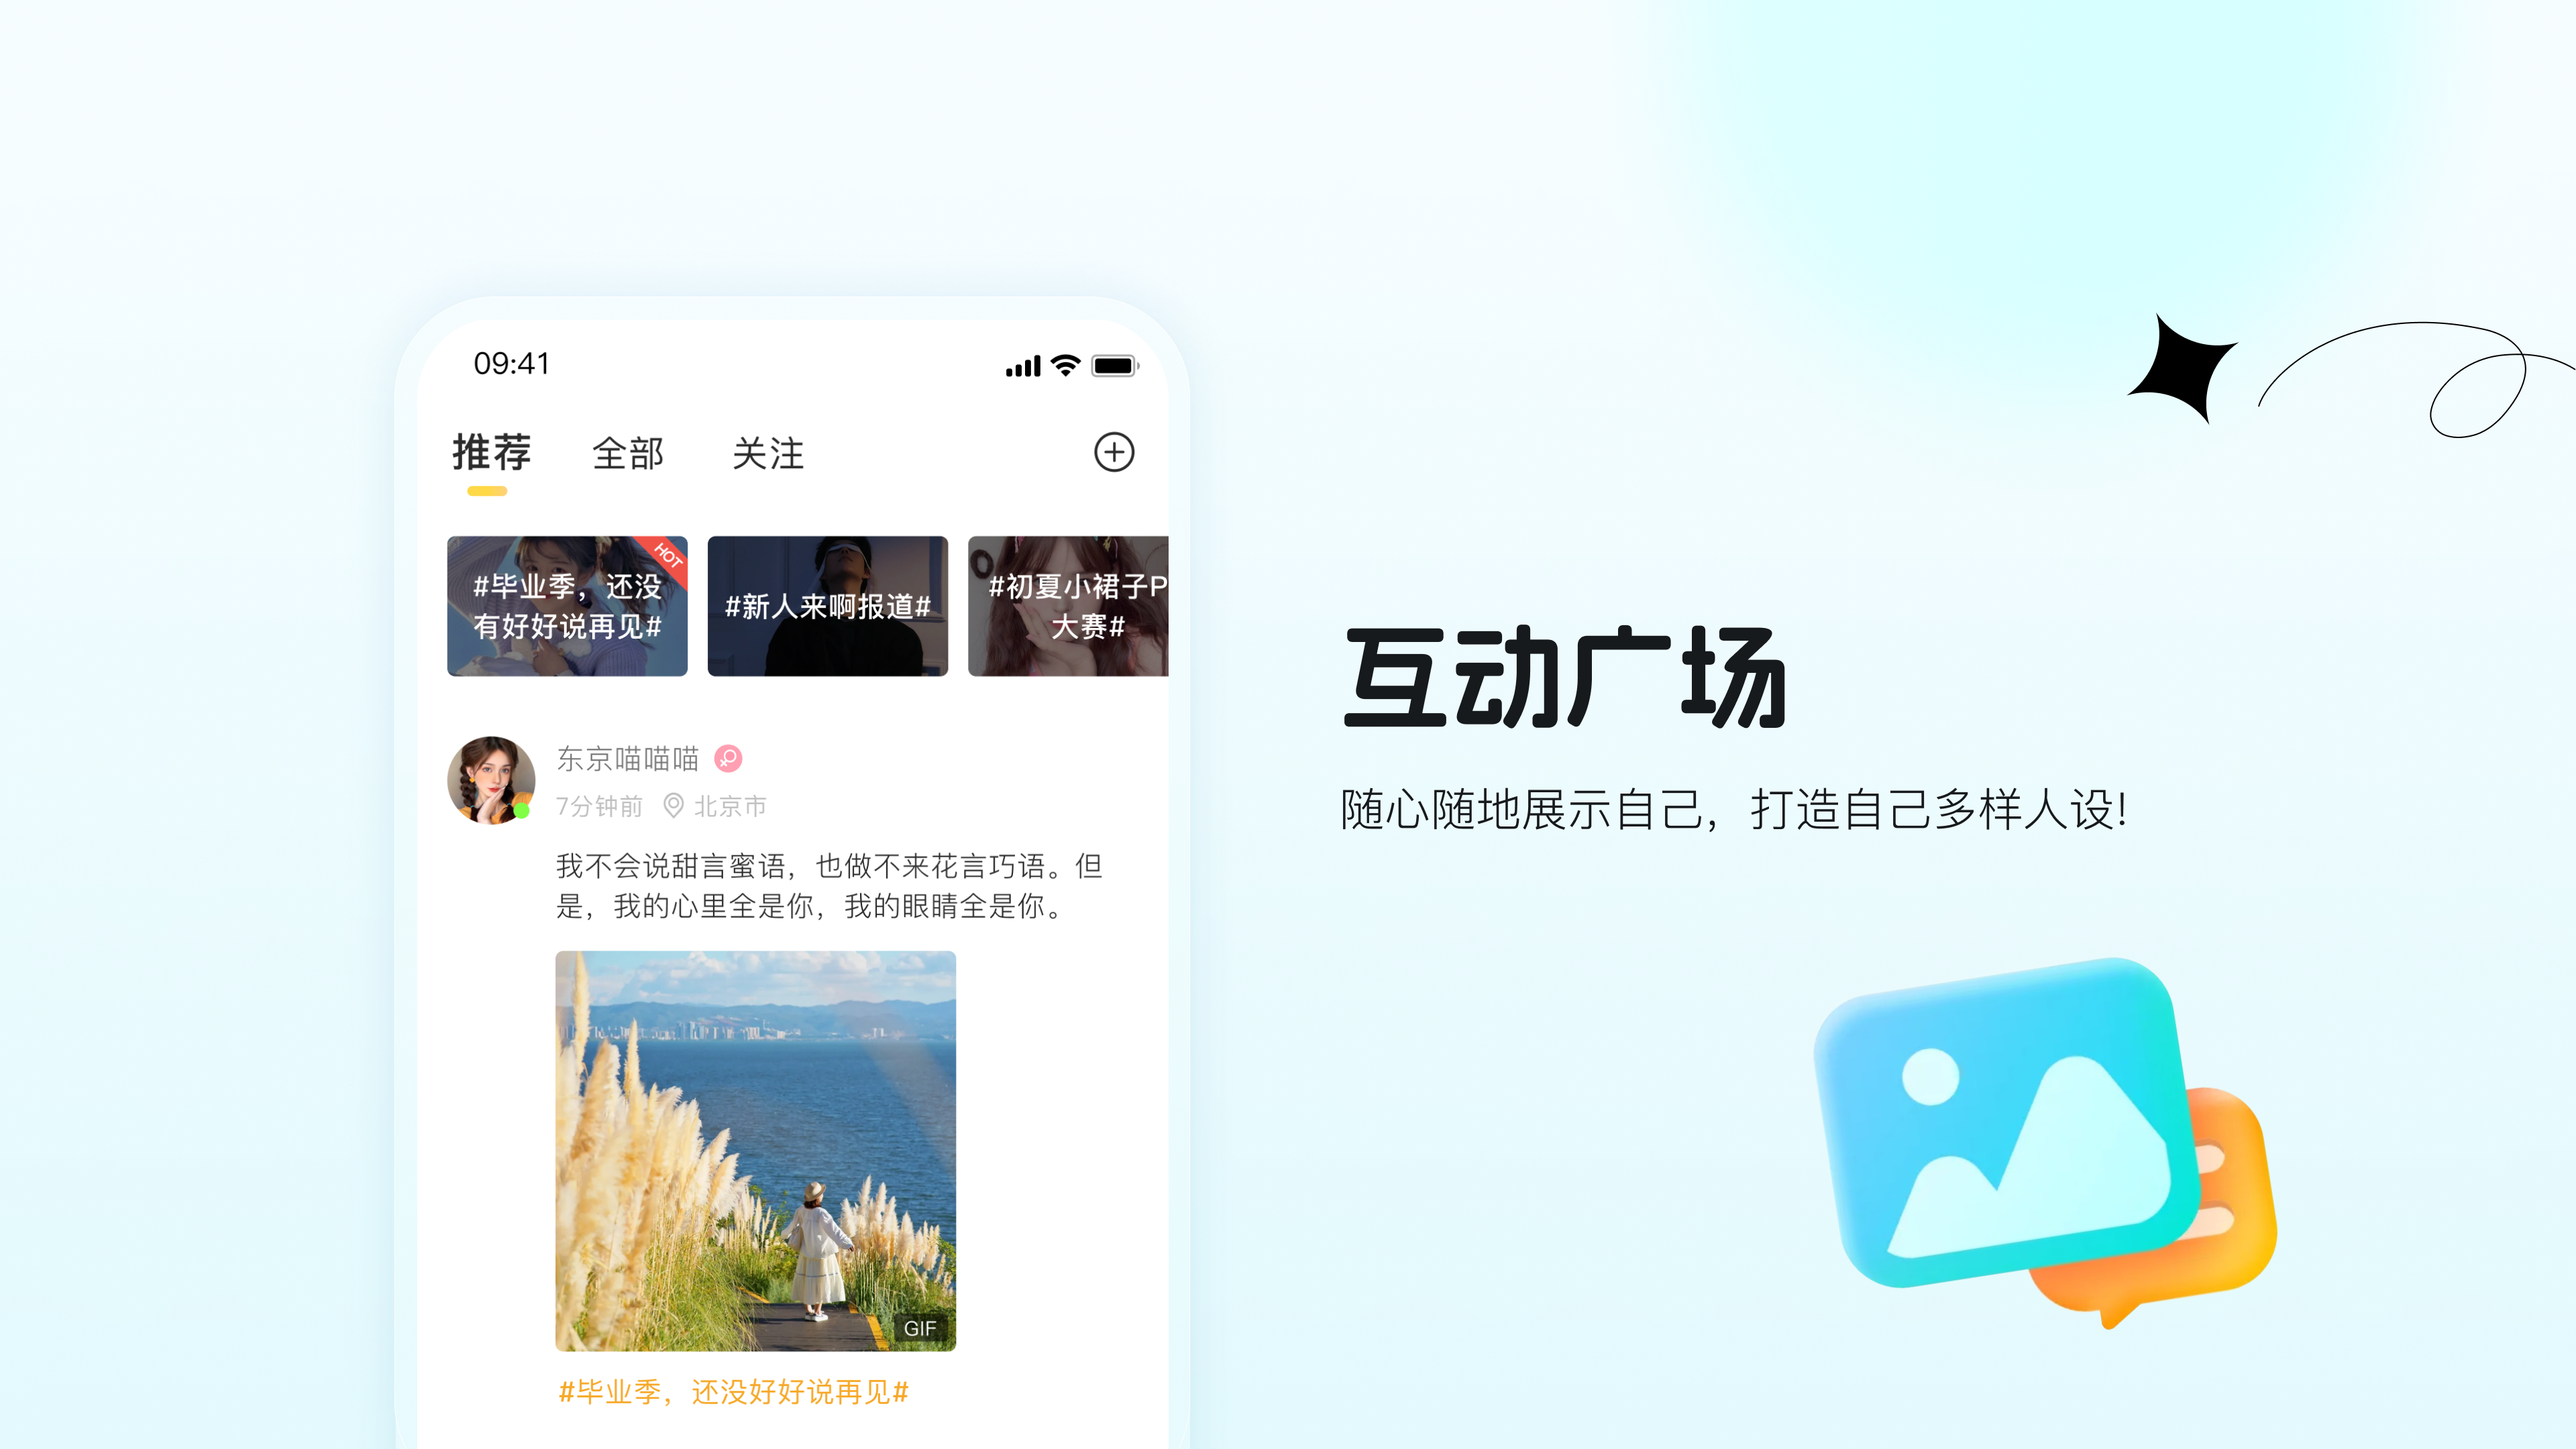 09:41
推荐 全部 关注
HOT
#毕业季，还没
有好好说再见#
#新人来啊报道#
#初夏小裙子P
大赛#
东京喵喵喵
7分钟前 北京市
我不会说甜言蜜语，也做不来花言巧语。但
是，我的心里全是你，我的眼睛全是你。
GIF
#毕业季，还没好好说再见#
互动广场
随心随地展示自己，打造自己多样人设!